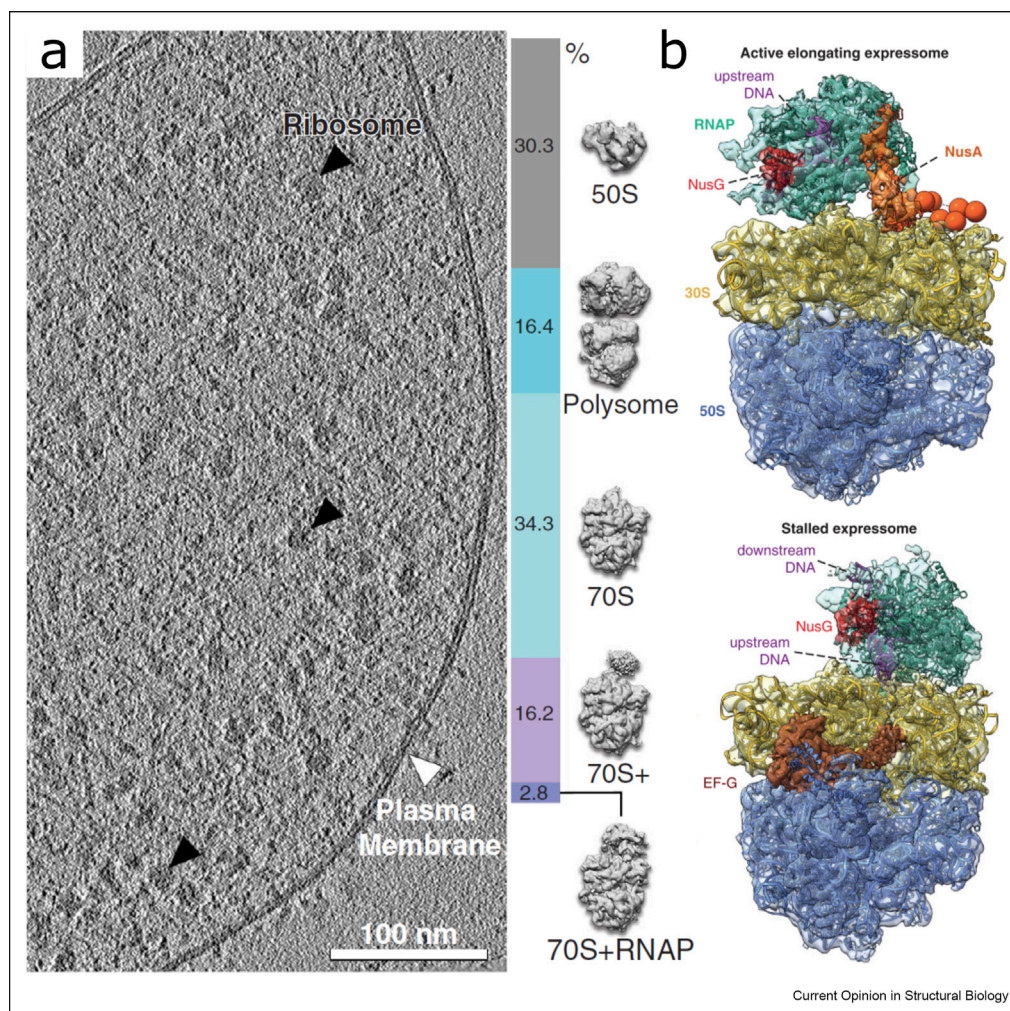 a
Ribosome
Plasma
Membrane
100 nm
%
30.3
50S
16.4
Polysome
34.3
70S
16.2
70S+
2.8
70S+RNAP
b
Active elongating expressome
upstream
DNA
RNAP
NusG
NusA
30S
50S
Stalled expressome
downstream
DNA
NusG
upstream
DNA
EF-G
Current Opinion in Structural Biology